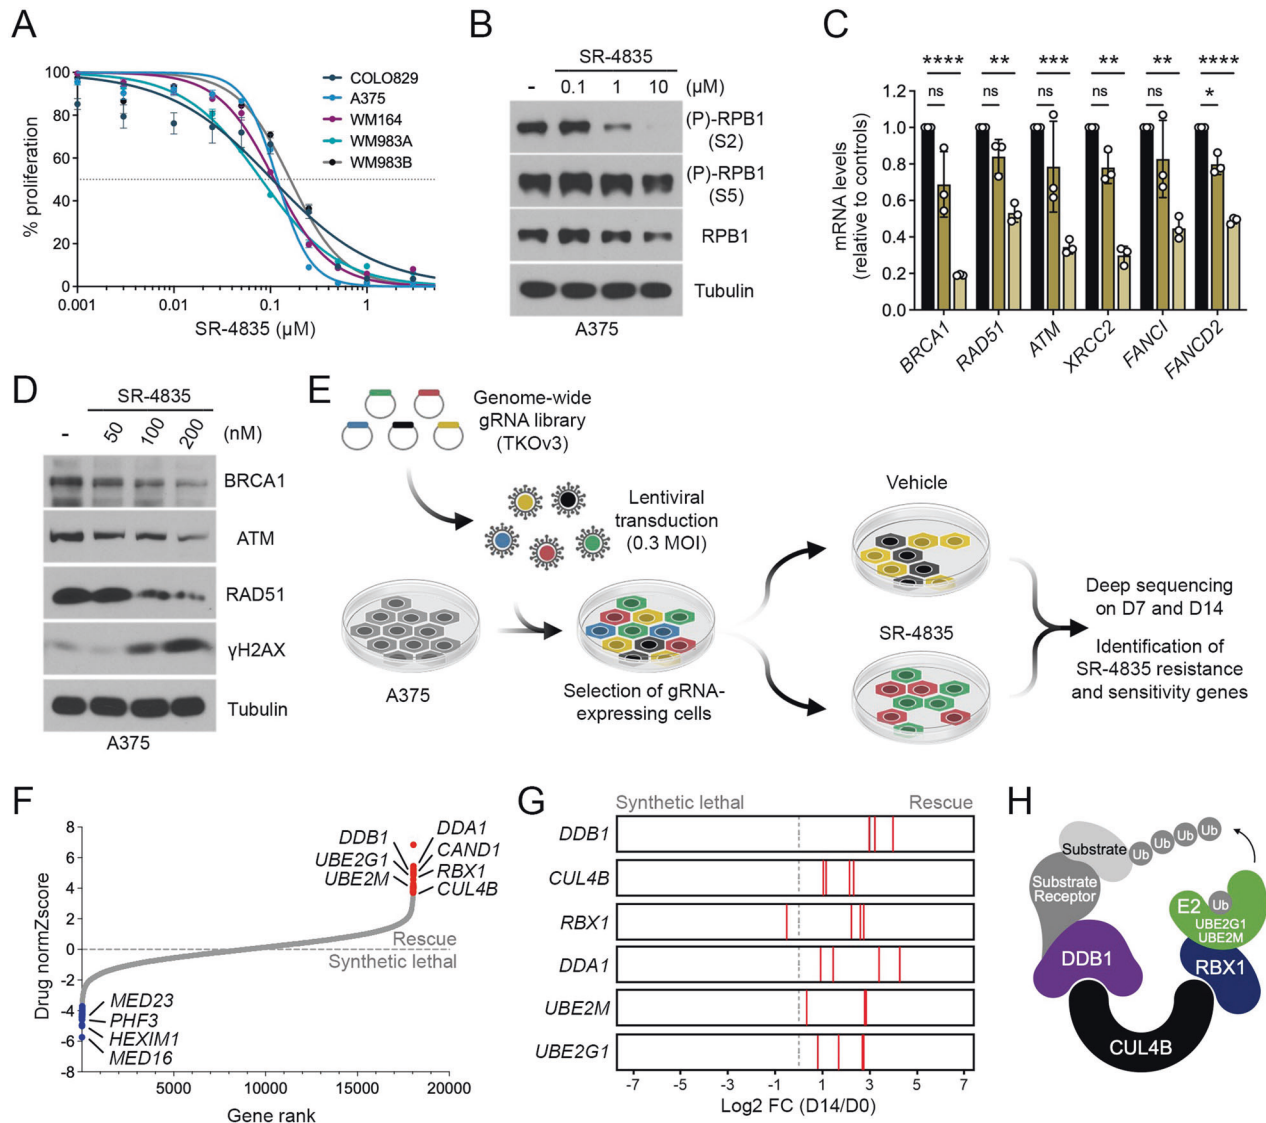 A
100
80
60
40
20
0
% proliferation
0.001
0.01
0.1
1
SR-4835 (µM)
COLO829
A375
WM164
WM983A
WM983B
B
SR-4835
-
0.1
1
10
(µM)
(P)-RPB1
(S2)
(P)-RPB1
(S5)
RPB1
Tubulin
A375
C
****
**
***
**
**
****
ns
ns
ns
ns
ns
*
1.2
1.0
0.8
0.6
0.4
0.2
0.0
mRNA levels
(relative to controls)
BRCA1
RAD51
ATM
XRCC2
FANCI
FANCD2
D
SR-4835
-
50
100
200
(nM)
BRCA1
ATM
RAD51
γH2AX
Tubulin
A375
E
Genome-wide
gRNA library
(TKOv3)
Lentiviral
transduction
(0.3 MOI)
A375
Selection of gRNA-
expressing cells
Vehicle
SR-4835
Deep sequencing
on D7 and D14
Identification of
SR-4835 resistance
and sensitivity genes
F
8
6
4
2
0
-2
-4
-6
-8
Drug normZscore
DDB1
UBE2G1
UBE2M
DDA1
CAND1
RBX1
CUL4B
Rescue
Synthetic lethal
MED23
PHF3
HEXIM1
MED16
5000
10000
15000
20000
Gene rank
G
Synthetic lethal
Rescue
DDB1
CUL4B
RBX1
DDA1
UBE2M
UBE2G1
-7
-5
-3
-1
1
3
5
7
Log2 FC (D14/D0)
H
Substrate
Ub
Ub
Ub
Ub
Substrate
Receptor
E2
Ub
UBE2G1
UBE2M
DDB1
RBX1
CUL4B